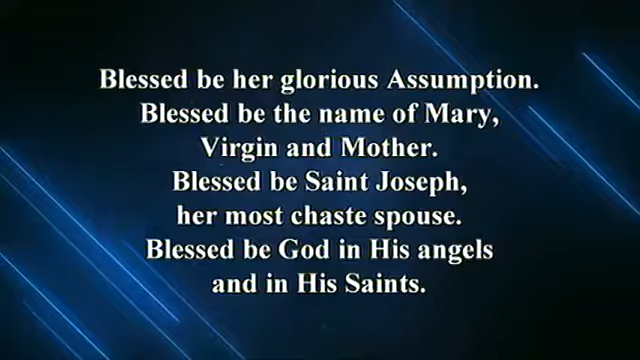 Blessed be her glorious Assumption.
Blessed be the name of Mary,
Virgin and Mother.
Blessed be Saint Joseph,
her most chaste spouse.
Blessed be God in His angels
and in His Saints.